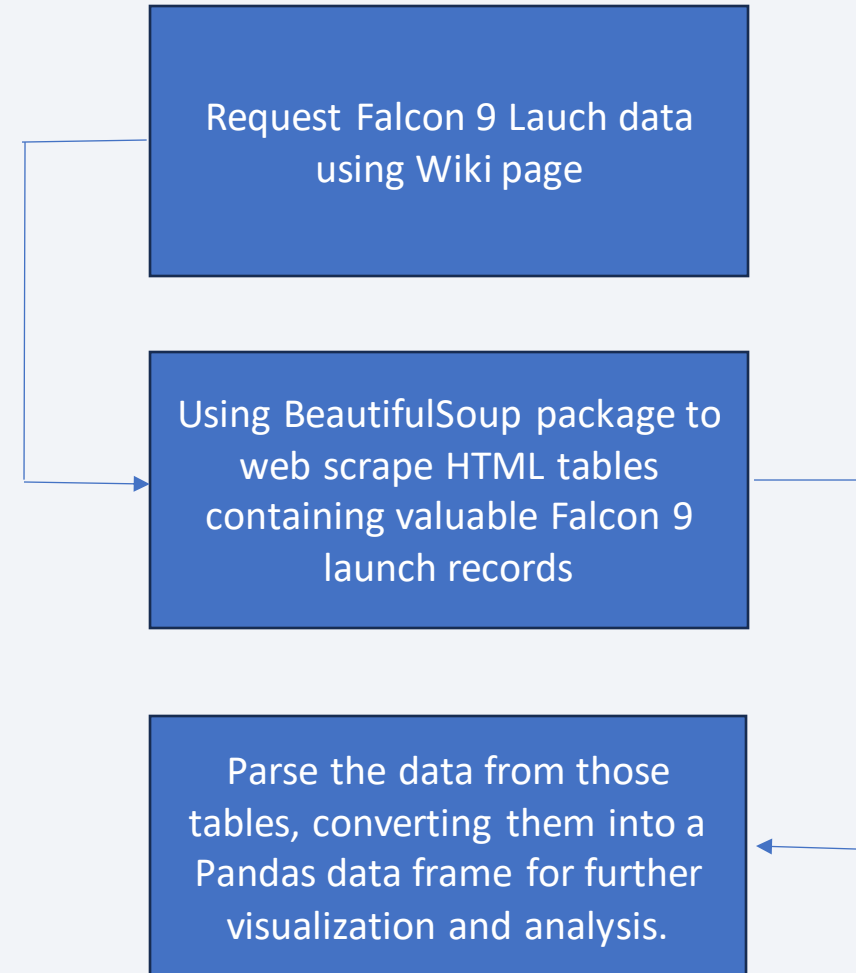 Request Falcon 9 Lauch data
using Wiki page
Using BeautifulSoup package to
web scrape HTML tables
containing valuable Falcon 9
launch records
Parse the data from those
tables, converting them into a
Pandas data frame for further
visualization and analysis.